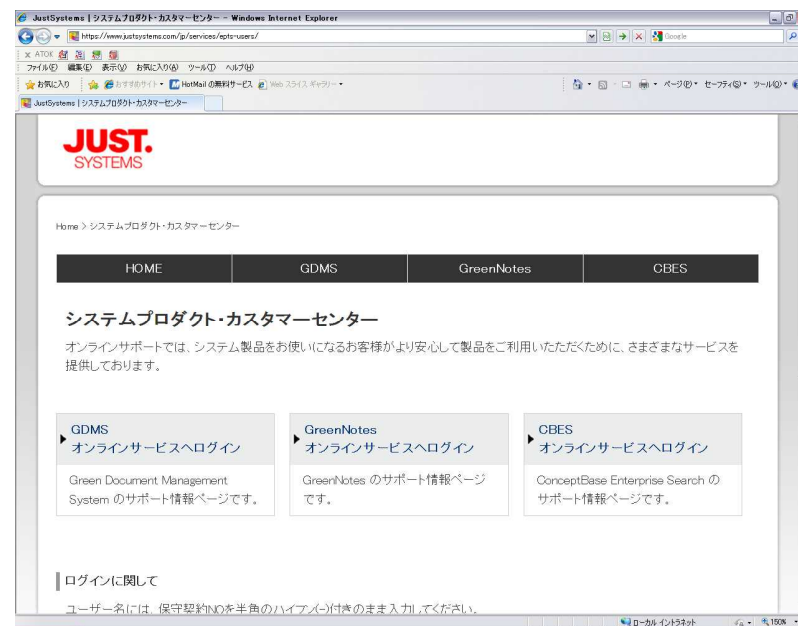 JustSystems | システムプロダクト・カスタマーセンター - Windows Internet Explorer
https://www.justsystems.com/jp/services/epts-users/
Google
x ATOK
ファイル(F) 編集(E) 表示(V) お気に入り(A) ツール(T) ヘルプ(H)
お気に入り おすすめサイト HotMail の無料サービス Web スライス ギャラリー
ページ(P) セーフティ(S) ツール(O)
JustSystems | システムプロダクト・カスタマーセンター
JUST.
SYSTEMS
Home > システムプロダクト・カスタマーセンター
HOME GDMS GreenNotes CBES
システムプロダクト・カスタマーセンター
オンラインサポートでは、システム製品をお使いになるお客様がより安心して製品をご利用いたただくために、さまざまなサービスを
提供しております。
GDMS
オンラインサービスへログイン
Green Document Management
System のサポート情報ページです。
GreenNotes
オンラインサービスへログイン
GreenNotes のサポート情報ページ
です。
CBES
オンラインサービスへログイン
ConceptBase Enterprise Search の
サポート情報ページです。
ログインに関して
ユーザー名には、保守契約NOを半角のハイフン(-)付きのまま入力してください。
ローカル イントラネット 150%